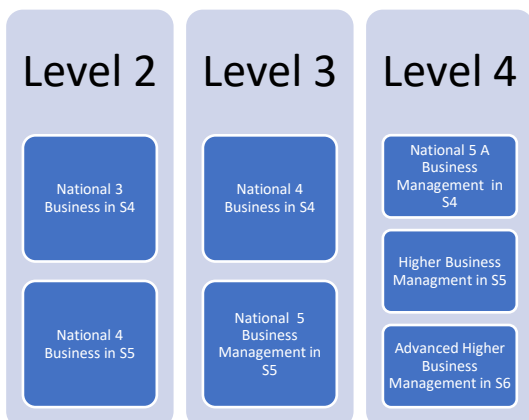 Level 2
National 3
Business in S4
National 4
Business in S5
Level 3
National 4
Business in S4
National 5
Business
Management in
S5
Level 4
National 5 A
Business
Management in
S4
Higher Business
Managment in S5
Advanced Higher
Business
Management in S6